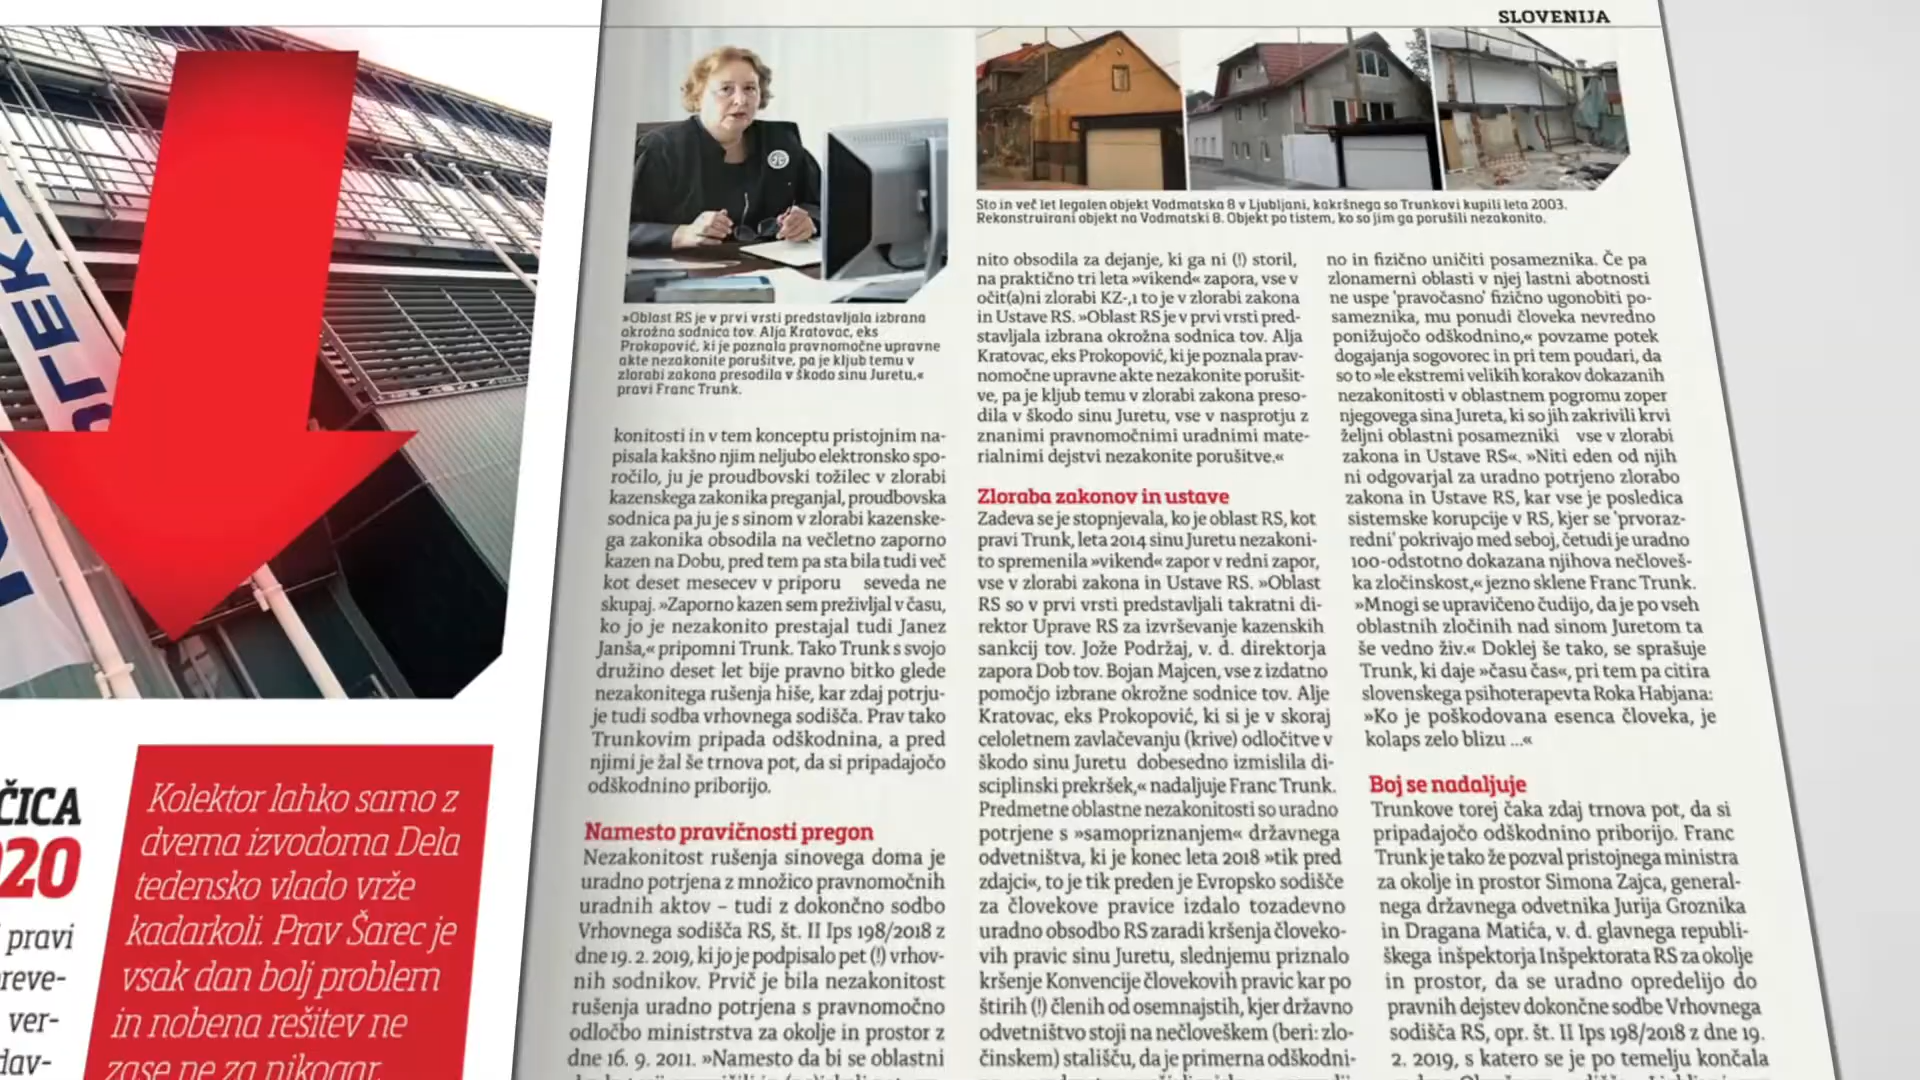 SLOVENIJA
ČICA
20
pravi
ver-
Kolektor lahko samo z
dvema izvodoma Dela
tedensko vlado vrže
kadarkoli. Prav Šarec je
vsak dan bolj problem
in nobena rešitev ne
zase ne za nikogar.
»Oblast RS je v prvi vrsti predstavljala izbrana
okrožna sodnica tov. Alja Kratovac, eks
Prokopović, ki je poznala pravnomočne upravne
akte nezakonite porušitve, pa je kljub temu v
zlorabi zakona presodila v škodo sinu Juretu,«
pravi Franc Trunk.
konitosti in v tem konceptu pristojnim na-
pisala kakšno njim neljubo elektronsko spo-
ročilo, ju je proudbovski tožilec v zlorabi
kazenskega zakonika preganjal, proudbovska
sodnica pa ju je s sinom v zlorabi kazenske-
ga zakonika obsodila na večletno zaporno
kazen na Dobu, pred tem pa sta bila tudi več
kot deset mesecev v priporu seveda ne
skupaj. »Zaporno kazen sem preživljal v času,
ko jo je nezakonito prestajal tudi Janez
Janša,« pripomni Trunk. Tako Trunk s svojo
družino deset let bije pravno bitko glede
nezakonitega rušenja hiše, kar zdaj potrju-
je tudi sodba vrhovnega sodišča. Prav tako
Trunkovim pripada odškodnina, a pred
njimi je žal še trnova pot, da si pripadajočo
odškodnino priborijo.
Namesto pravičnosti pregon
Nezakonitost rušenja sinovega doma je
uradno potrjena z množico pravnomočnih
uradnih aktov – tudi z dokončno sodbo
Vrhovnega sodišča RS, št. II Ips 198/2018 z
dne 19. 2. 2019, ki jo je podpisalo pet (!) vrhov-
nih sodnikov. Prvič je bila nezakonitost
rušenja uradno potrjena s pravnomočno
odločbo ministrstva za okolje in prostor z
dne 16. 9. 2011. »Namesto da bi se oblastni
Sto in več let legalen objekt Vodmatska 8 v Ljubljani, kakršnega so Trunkovi kupili leta 2003.
Rekonstruirani objekt na Vodmatski 8. Objekt po tistem, ko so jim ga porušili nezakonito.
nito obsodila za dejanje, ki ga ni (!) storil,
na praktično tri leta »vikend« zapora, vse v
očit(a)ni zlorabi KZ-,1 to je v zlorabi zakona
in Ustave RS. »Oblast RS je v prvi vrsti pred-
stavljala izbrana okrožna sodnica tov. Alja
Kratovac, eks Prokopović, ki je poznala prav-
nomočne upravne akte nezakonite porušit-
ve, pa je kljub temu v zlorabi zakona preso-
dila v škodo sinu Juretu, vse v nasprotju z
znanimi pravnomočnimi uradnimi mate-
rialnimi dejstvi nezakonite porušitve.«
Zloraba zakonov in ustave
Zadeva se je stopnjevala, ko je oblast RS, kot
pravi Trunk, leta 2014 sinu Juretu nezakoni-
to spremenila »vikend« zapor v redni zapor,
vse v zlorabi zakona in Ustave RS. »Oblast
RS so v prvi vrsti predstavljali takratni di-
rektor Uprave RS za izvrševanje kazenskih
sankcij tov. Jože Podržaj, v. d. direktorja
zapora Dob tov. Bojan Majcen, vse z izdatno
pomočjo izbrane okrožne sodnice tov. Alje
Kratovac, eks Prokopović, ki si je v skoraj
celoletnem zavlačevanju (krive) odločitve v
škodo sinu Juretu dobesedno izmislila di-
sciplinski prekršek,« nadaljuje Franc Trunk.
Predmetne oblastne nezakonitosti so uradno
potrjene s »samopriznanjem« državnega
odvetništva, ki je konec leta 2018 »tik pred
zdajci«, to je tik preden je Evropsko sodišče
za človekove pravice izdalo tozadevno
uradno obsodbo RS zaradi kršenja človeko-
vih pravic sinu Juretu, slednjemu priznalo
kršenje Konvencije človekovih pravic kar po
štirih (!) členih od osemnajstih, kjer državno
odvetništvo stoji na nečloveškem (beri: zlo-
činskem) stališču, da je primerna odškodni-
no in fizično uničiti posameznika. Če pa
zlonamerni oblasti v njej lastni abotnosti
ne uspe 'pravočasno' fizično ugonobiti po-
sameznika, mu ponudi človeka nevredno
ponižujočo odškodnino,« povzame potek
dogajanja sogovorec in pri tem poudari, da
so to »le ekstremi velikih korakov dokazanih
nezakonitosti v oblastnem pogromu zoper
njegovega sina Jureta, ki so jih zakrivili krvi
željni oblastni posamezniki vse v zlorabi
zakona in Ustave RS«. »Niti eden od njih
ni odgovarjal za uradno potrjeno zlorabo
zakona in Ustave RS, kar vse je posledica
sistemske korupcije v RS, kjer se 'prvoraz-
redni' pokrivajo med seboj, četudi je uradno
100-odstotno dokazana njihova nečloveš-
ka zločinskost,« jezno sklene Franc Trunk.
»Mnogi se upravičeno čudijo, da je po vseh
oblastnih zločinih nad sinom Juretom ta
še vedno živ.« Doklej še tako, se sprašuje
Trunk, ki daje »času čas«, pri tem pa citira
slovenskega psihoterapevta Roka Habjana:
»Ko je poškodovana esenca človeka, je
kolaps zelo blizu ...«
Boj se nadaljuje
Trunkove torej čaka zdaj trnova pot, da si
pripadajočo odškodnino priborijo. Franc
Trunk je tako že pozval pristojnega ministra
za okolje in prostor Simona Zajca, general-
nega državnega odvetnika Jurija Groznika
in Dragana Matića, v. d. glavnega republi-
škega inšpektorja Inšpektorata RS za okolje
in prostor, da se uradno opredelijo do
pravnih dejstev dokončne sodbe Vrhovnega
sodišča RS, opr. št. II Ips 198/2018 z dne 19.
2. 2019, s katero se je po temelju končala